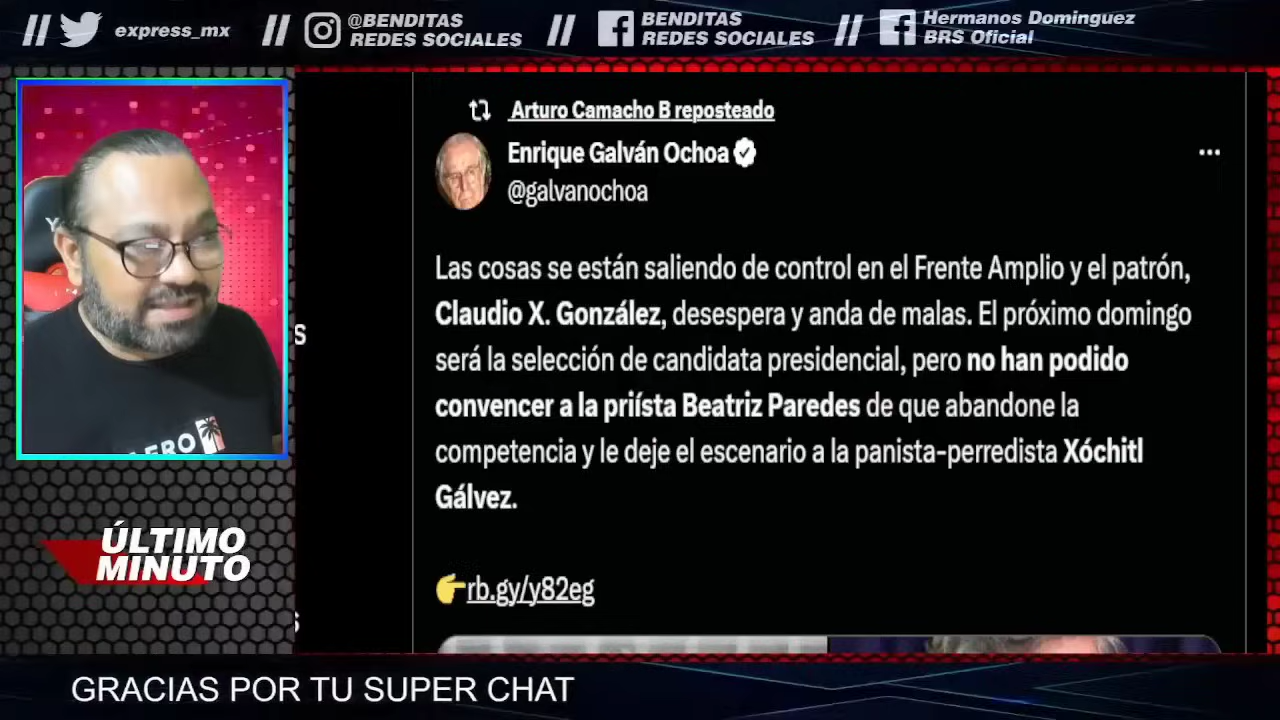 // express_mx // @BENDITAS REDES SOCIALES // BENDITAS REDES SOCIALES // Hermanos Dominguez BRS Oficial
Arturo Camacho B reposteado
Enrique Galván Ochoa
@galvanochoa
Las cosas se están saliendo de control en el Frente Amplio y el patrón,
Claudio X. González, desespera y anda de malas. El próximo domingo
será la selección de candidata presidencial, pero no han podido
convencer a la priísta Beatriz Paredes de que abandone la
competencia y le deje el escenario a la panista-perredista Xóchitl
Gálvez.
👉rb.gy/y82eg
ÚLTIMO
MINUTO
GRACIAS POR TU SUPER CHAT